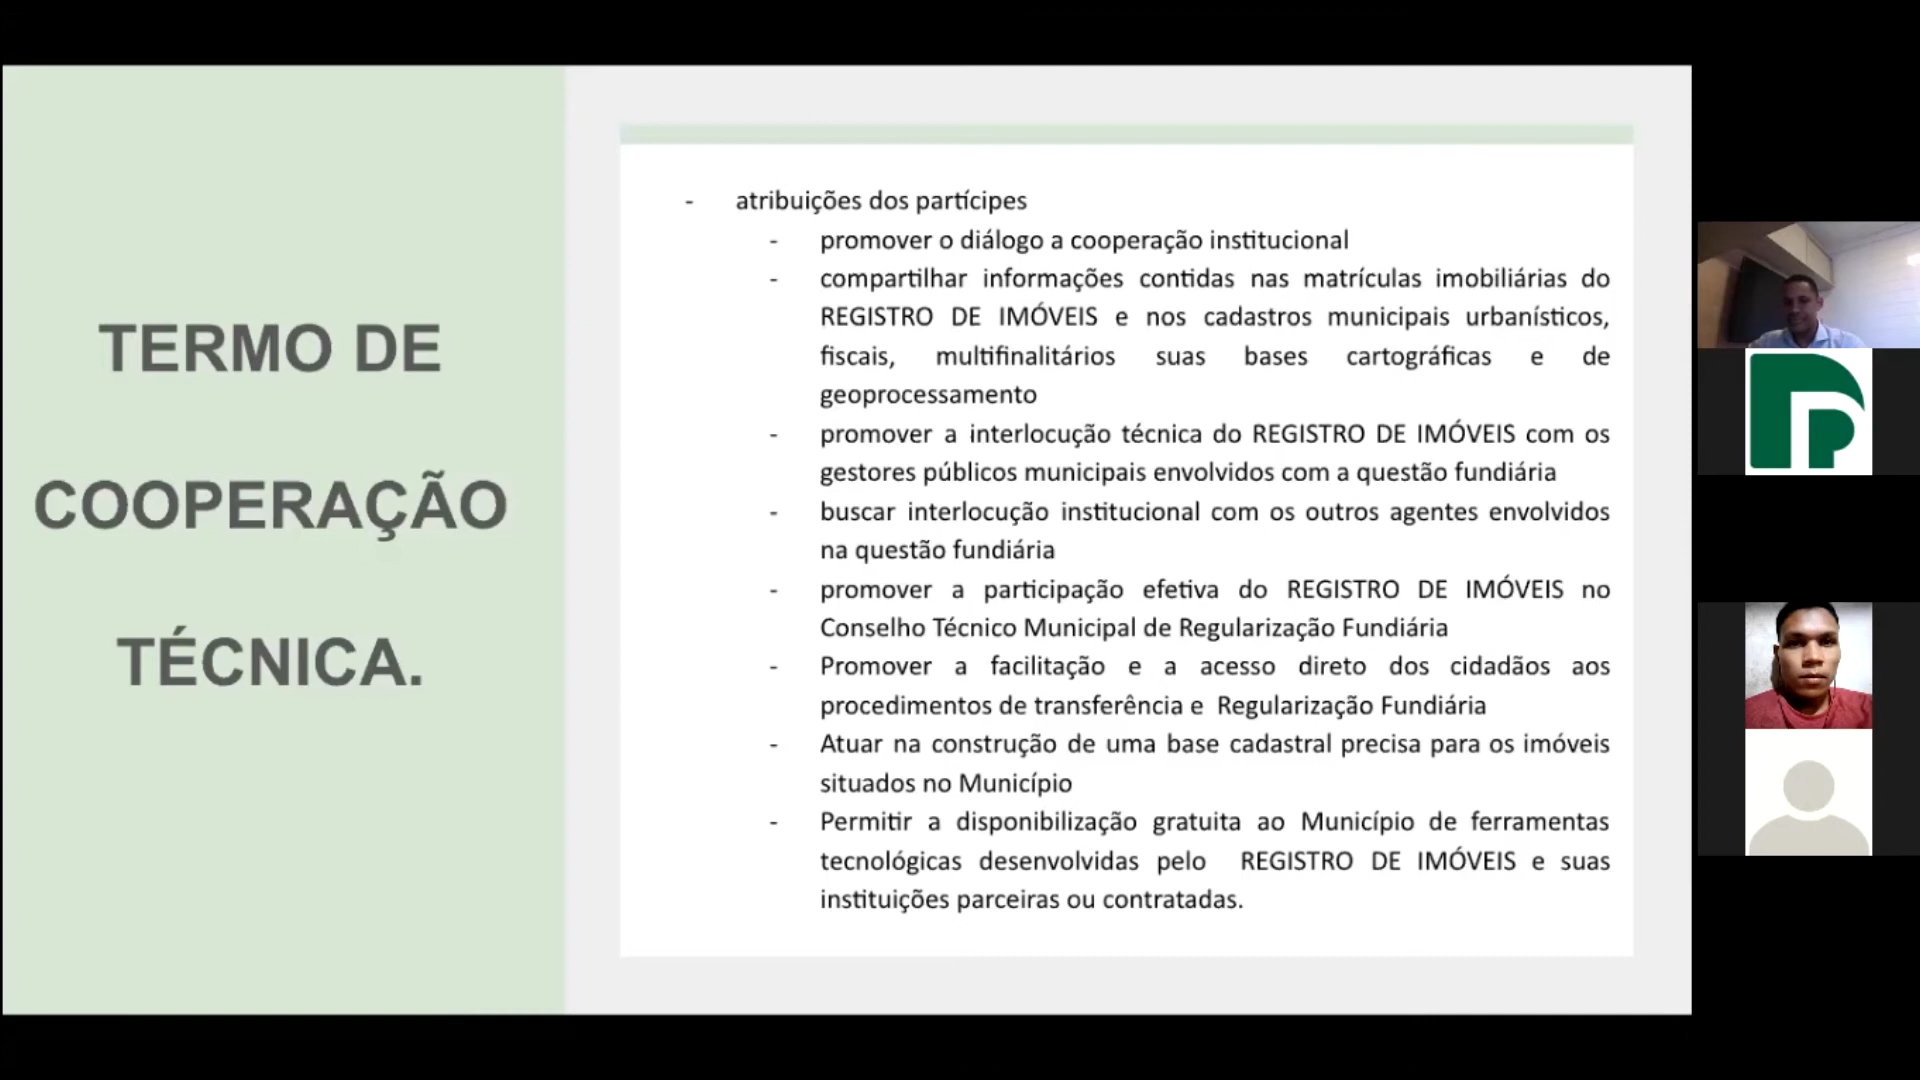 TERMO DE
COOPERAÇÃO
TÉCNICA.
- atribuições dos partícipes
- promover o diálogo a cooperação institucional
- compartilhar informações contidas nas matrículas imobiliárias do
REGISTRO DE IMÓVEIS e nos cadastros municipais urbanísticos,
fiscais, multifinalitários suas bases cartográficas e de
geoprocessamento
- promover a interlocução técnica do REGISTRO DE IMÓVEIS com os
gestores públicos municipais envolvidos com a questão fundiária
- buscar interlocução institucional com os outros agentes envolvidos
na questão fundiária
- promover a participação efetiva do REGISTRO DE IMÓVEIS no
Conselho Técnico Municipal de Regularização Fundiária
- Promover a facilitação e a acesso direto dos cidadãos aos
procedimentos de transferência e Regularização Fundiária
- Atuar na construção de uma base cadastral precisa para os imóveis
situados no Município
- Permitir a disponibilização gratuita ao Município de ferramentas
tecnológicas desenvolvidas pelo REGISTRO DE IMÓVEIS e suas
instituições parceiras ou contratadas.